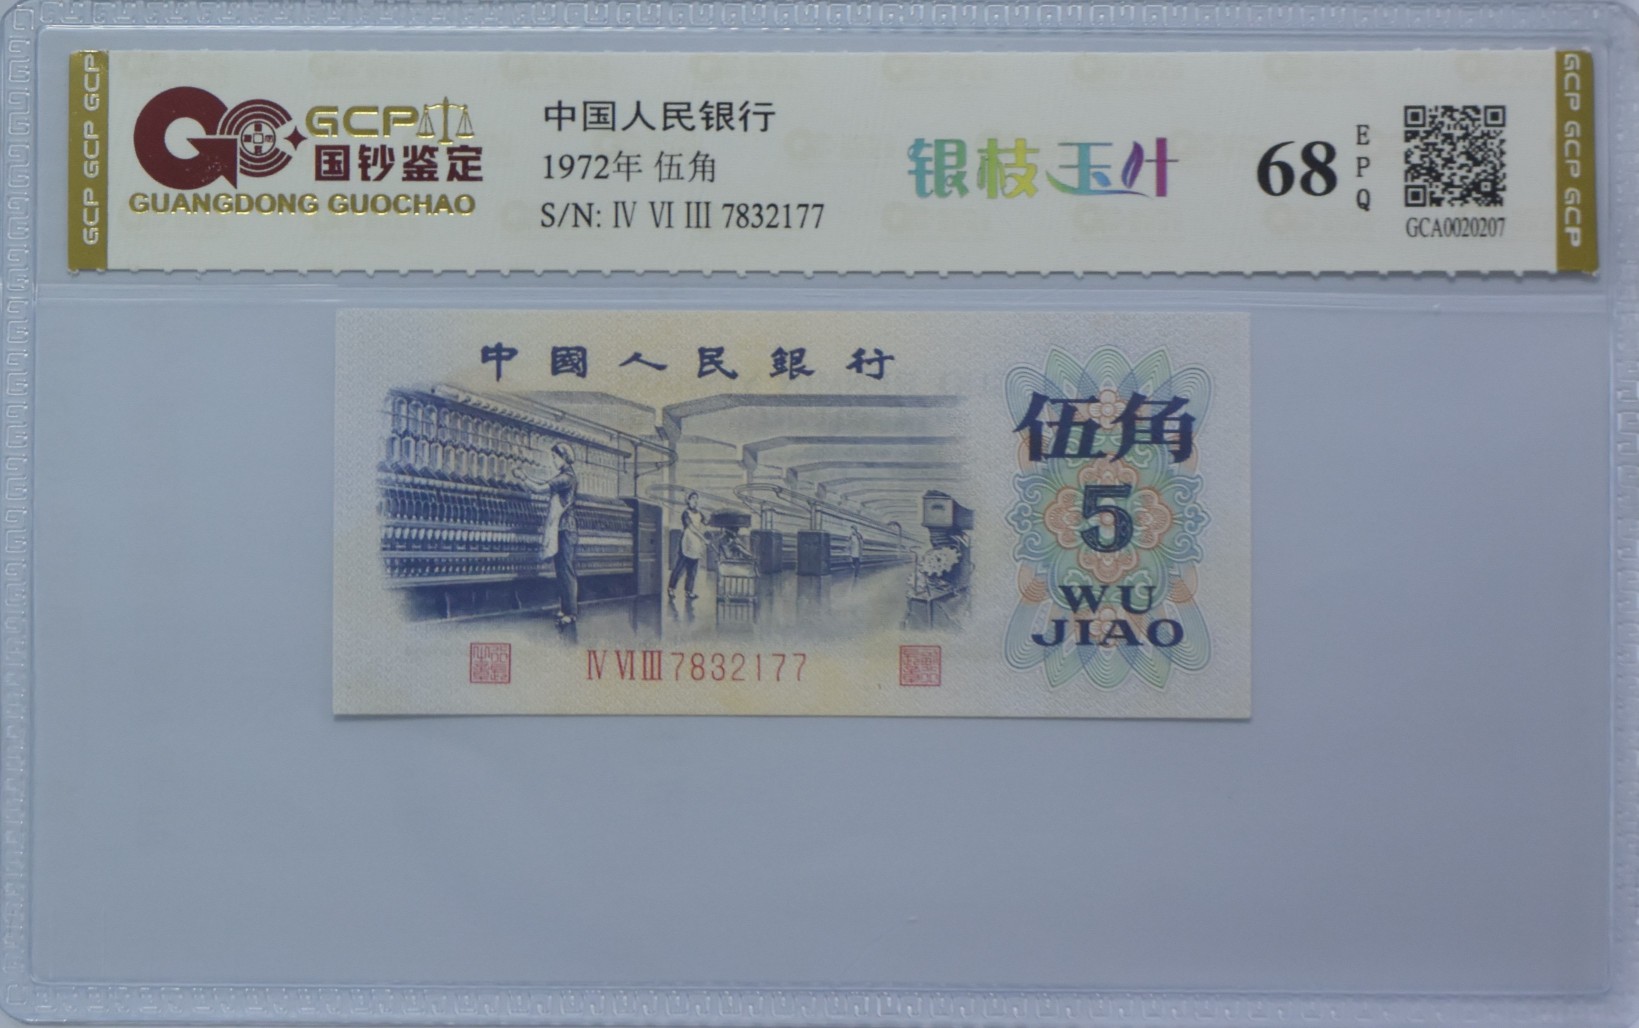 GCP GCP GCP
GCP
国钞鉴定
GUANGDONG GUOCHAO
中国人民银行
1972年 伍角
S/N: Ⅳ Ⅵ Ⅲ 7832177
银枝玉叶
68
EPQ
GCA0020207
GCP GCP GCP
中國人民銀行
伍角
5
WU
JIAO
Ⅳ Ⅵ Ⅲ 7832177